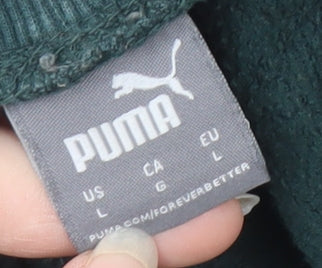 PUMA
US CA EU
L G L
PUMA.COM/FOREVERBETTER